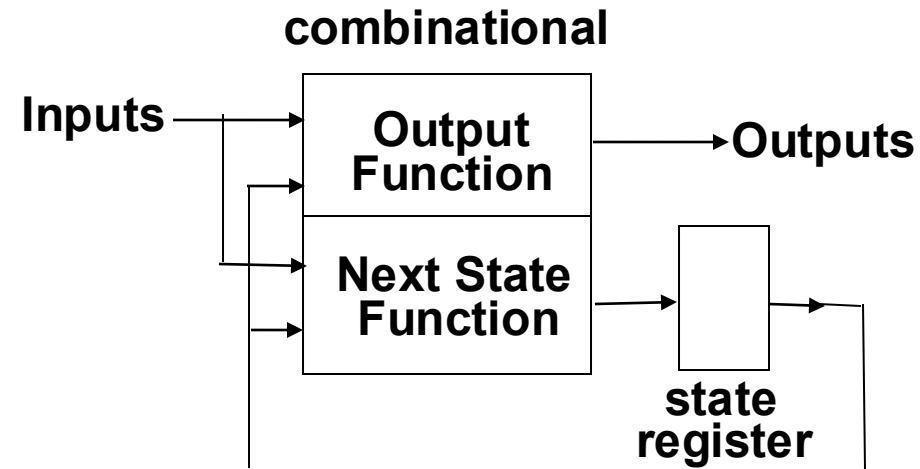 combinational
Inputs
Output
Function
Outputs
Next State
Function
state
register